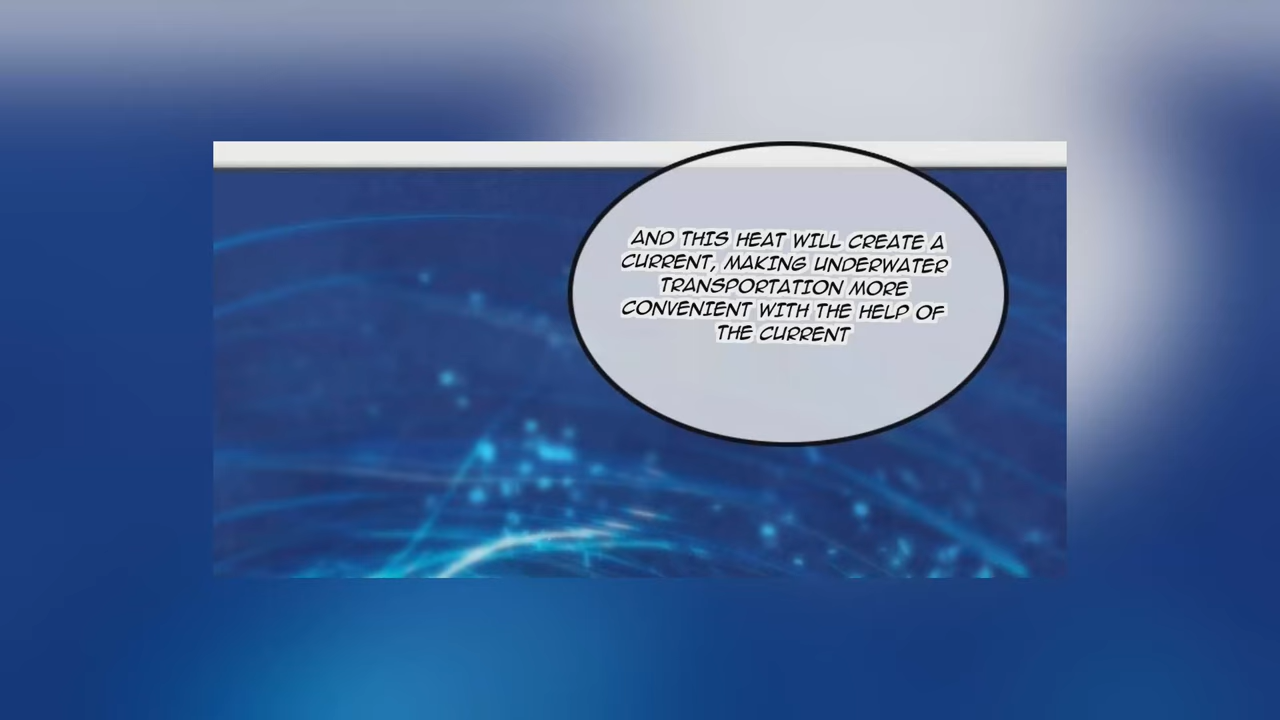 AND THIS HEAT WILL CREATE A
CURRENT, MAKING UNDERWATER
TRANSPORTATION MORE
CONVENIENT WITH THE HELP OF
THE CURRENT